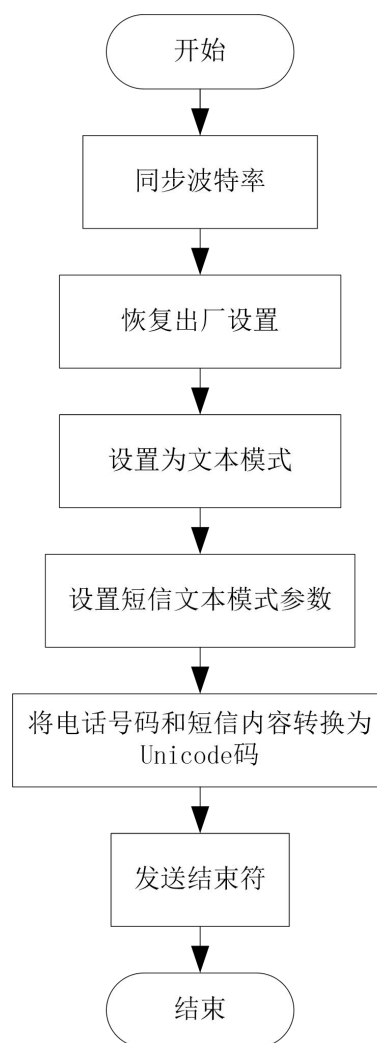 开始
同步波特率
恢复出厂设置
设置为文本模式
设置短信文本模式参数
将电话号码和短信内容转换为
Unicode码
发送结束符
结束